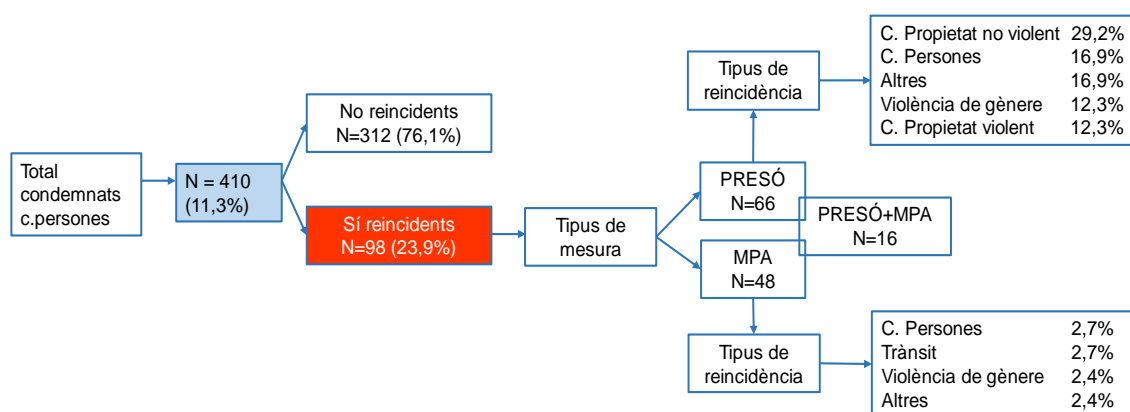 Total
condemnats
c.persones
N = 410
(11,3%)
No reincidents
N=312 (76,1%)
Sí reincidents
N=98 (23,9%)
Tipus de
mesura
PRESÓ
N=66
PRESÓ+MPA
N=16
MPA
N=48
Tipus de
reincidència
C. Propietat no violent 29,2%
C. Persones 16,9%
Altres 16,9%
Violència de gènere 12,3%
C. Propietat violent 12,3%
Tipus de
reincidència
C. Persones 2,7%
Trànsit 2,7%
Violència de gènere 2,4%
Altres 2,4%